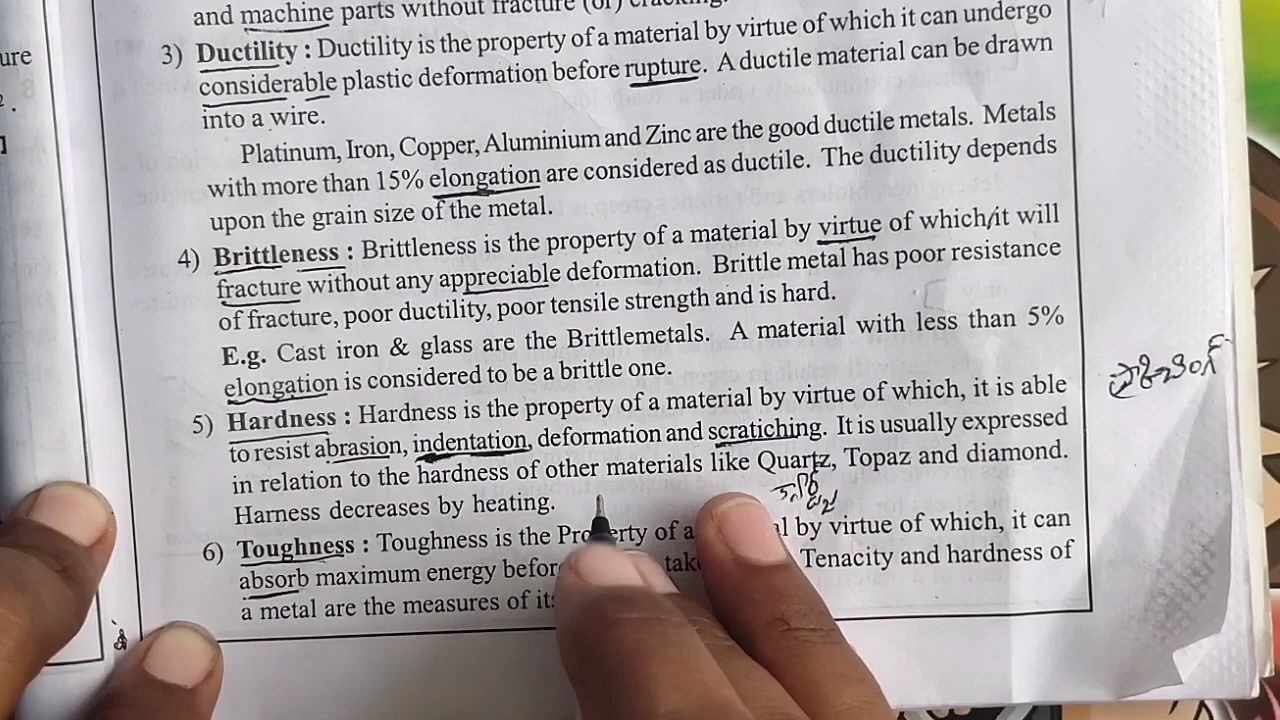 and machine parts without fracture (or)
ure
3) Ductility : Ductility is the property of a material by virtue of which it can undergo
considerable plastic deformation before rupture. A ductile material can be drawn
into a wire.
Platinum, Iron, Copper, Aluminium and Zinc are the good ductile metals. Metals
with more than 15% elongation are considered as ductile. The ductility depends
upon the grain size of the metal.
4) Brittleness : Brittleness is the property of a material by virtue of which it will
fracture without any appreciable deformation. Brittle metal has poor resistance
of fracture, poor ductility, poor tensile strength and is hard.
E.g. Cast iron & glass are the Brittlemetals. A material with less than 5%
elongation is considered to be a brittle one.
5) Hardness : Hardness is the property of a material by virtue of which, it is able
to resist abrasion, indentation, deformation and scratiching. It is usually expressed
in relation to the hardness of other materials like Quartz, Topaz and diamond.
Harness decreases by heating.
6) Toughness : Toughness is the Property of a l by virtue of which, it can
absorb maximum energy befor tak Tenacity and hardness of
a metal are the measures of its